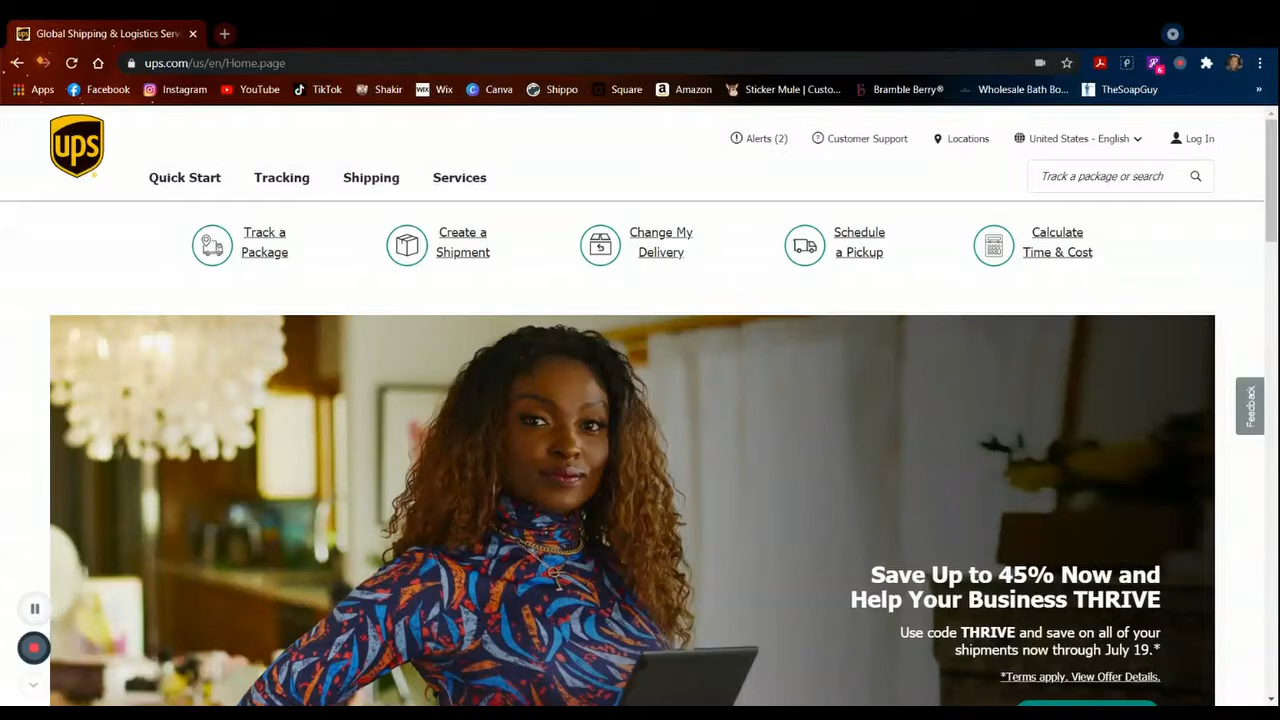 Global Shipping & Logistics Serv
ups.com/us/en/Home.page
6
Apps Facebook Instagram YouTube TikTok Shakir WIX Wix Canva Shippo Square Amazon Sticker Mule | Custo... Bramble Berry® Wholesale Bath Bo... TheSoapGuy »
ups
Alerts (2) Customer Support Locations United States - English Log In
Quick Start Tracking Shipping Services
Track a package or search
Track a
Package
Create a
Shipment
Change My
Delivery
Schedule
a Pickup
Calculate
Time & Cost
Feedback
Save Up to 45% Now and
Help Your Business THRIVE
Use code THRIVE and save on all of your
shipments now through July 19.*
*Terms apply. View Offer Details.